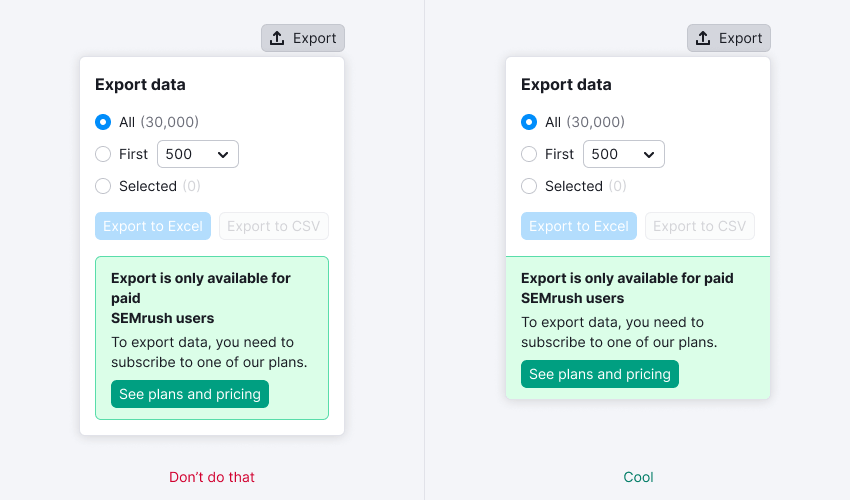 Export
Export data
All (30,000)
First 500
Selected (0)
Export to Excel Export to CSV
Export is only available for
paid
SEMrush users
To export data, you need to
subscribe to one of our plans.
See plans and pricing
Don't do that
Export
Export data
All (30,000)
First 500
Selected (0)
Export to Excel Export to CSV
Export is only available for paid
SEMrush users
To export data, you need to
subscribe to one of our plans.
See plans and pricing
Cool